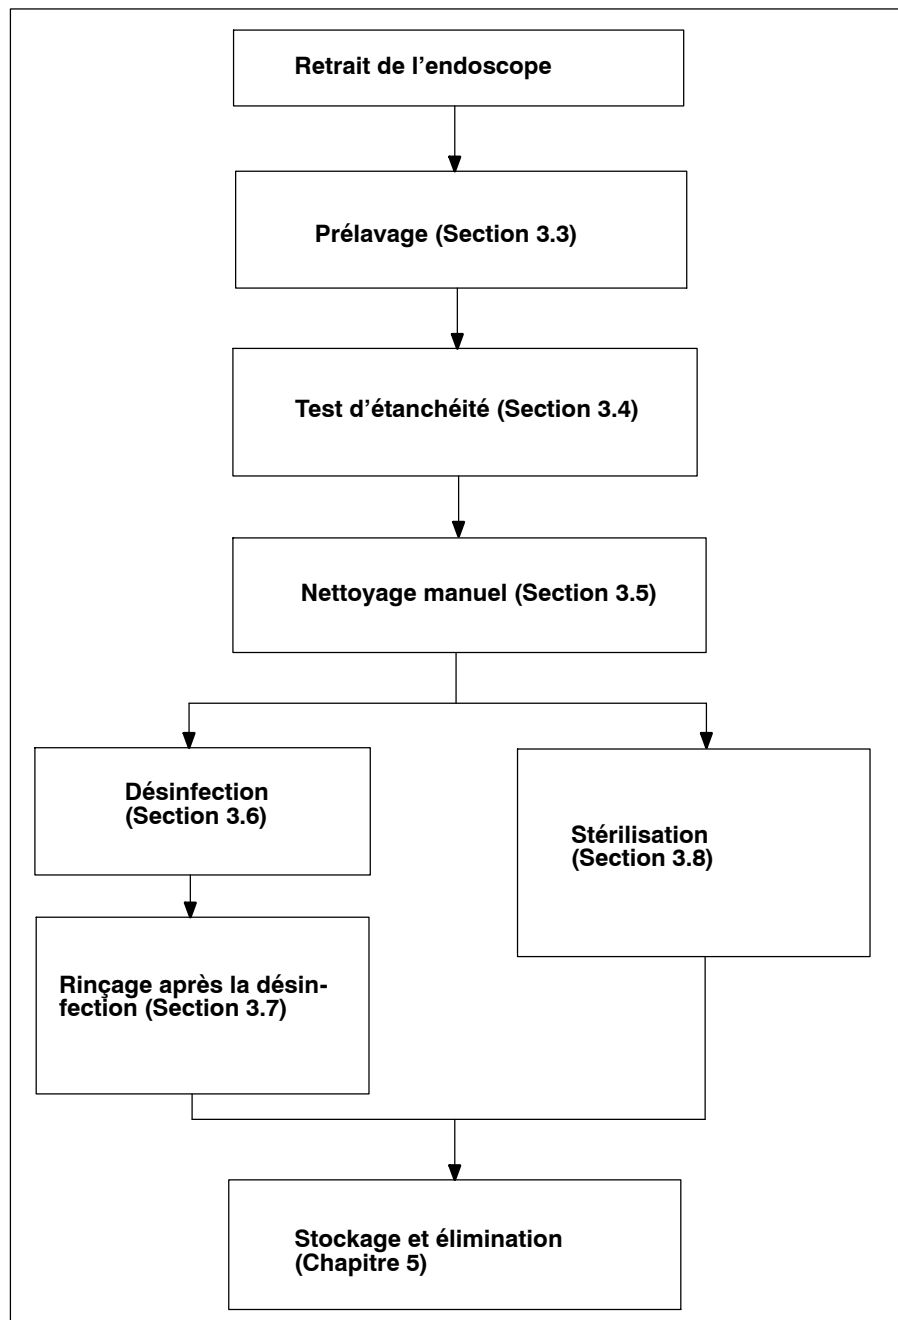 Retrait de l’endoscope
Prélavage (Section 3.3)
Test d’étanchéité (Section 3.4)
Nettoyage manuel (Section 3.5)
Désinfection
(Section 3.6)
Stérilisation
(Section 3.8)
Rinçage après la désin-
fection (Section 3.7)
Stockage et élimination
(Chapitre 5)